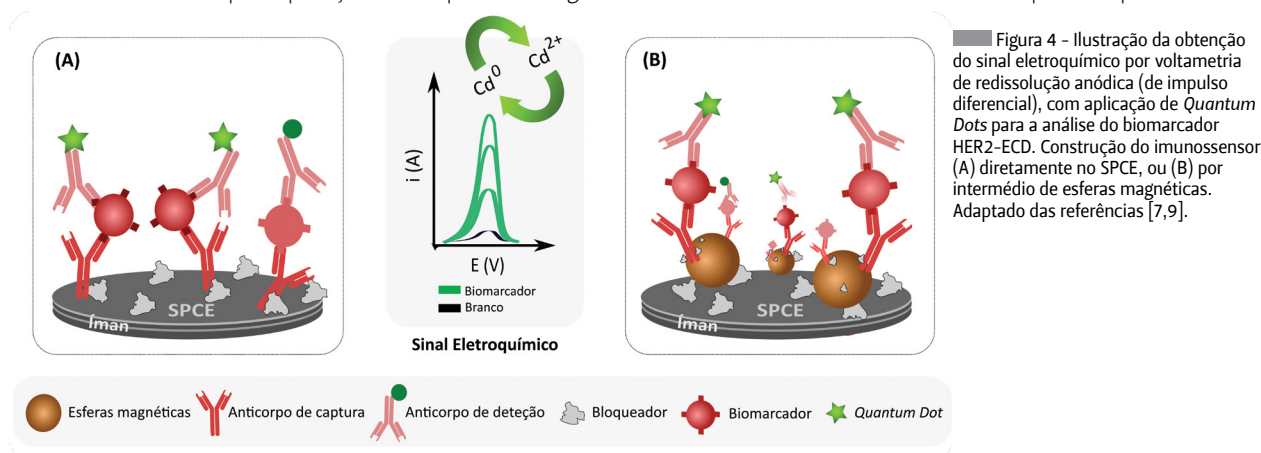 (A)
Cd0
Cd2+
i (A)
E (V)
Biomarcador
Branco
Sinal Eletroquímico
SPCE
Íman
(B)
SPCE
Íman
Figura 4 - Ilustração da obtenção
do sinal eletroquímico por voltametria
de redissolução anódica (de impulso
diferencial), com aplicação de Quantum
Dots para a análise do biomarcador
HER2-ECD. Construção do imunossensor
(A) diretamente no SPCE, ou (B) por
intermédio de esferas magnéticas.
Adaptado das referências [7,9].
Esferas magnéticas
Anticorpo de captura
Anticorpo de deteção
Bloqueador
Biomarcador
Quantum Dot